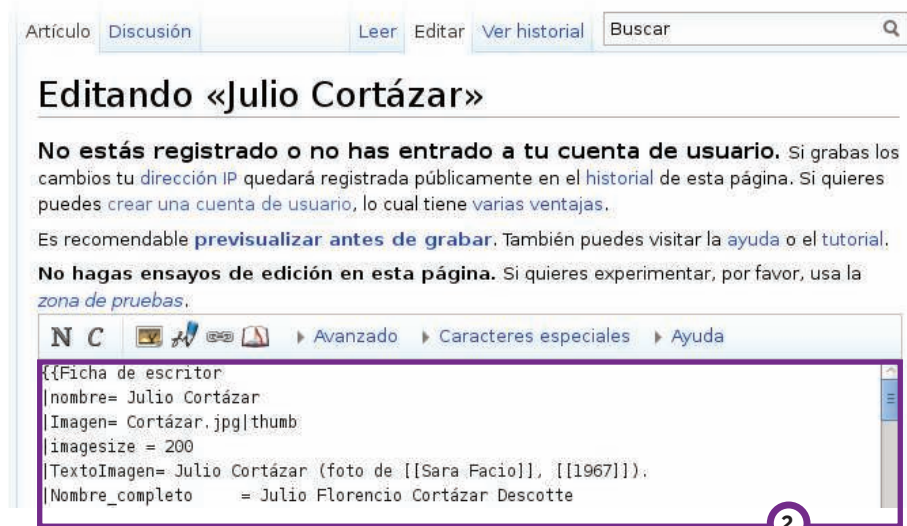 Artículo Discusión Leer Editar Ver historial Buscar
Editando «Julio Cortázar»
No estás registrado o no has entrado a tu cuenta de usuario. Si grabas los
cambios tu dirección IP quedará registrada públicamente en el historial de esta página. Si quieres
puedes crear una cuenta de usuario, lo cual tiene varias ventajas.
Es recomendable previsualizar antes de grabar. También puedes visitar la ayuda o el tutorial.
No hagas ensayos de edición en esta página. Si quieres experimentar, por favor, usa la
zona de pruebas.
N C Avanzado Caracteres especiales Ayuda
{{Ficha de escritor
|nombre= Julio Cortázar
|Imagen= Cortázar.jpg|thumb
|imagesize = 200
|TextoImagen= Julio Cortázar (foto de [[Sara Facio]], [[1967]]).
|Nombre_completo = Julio Florencio Cortázar Descotte
2